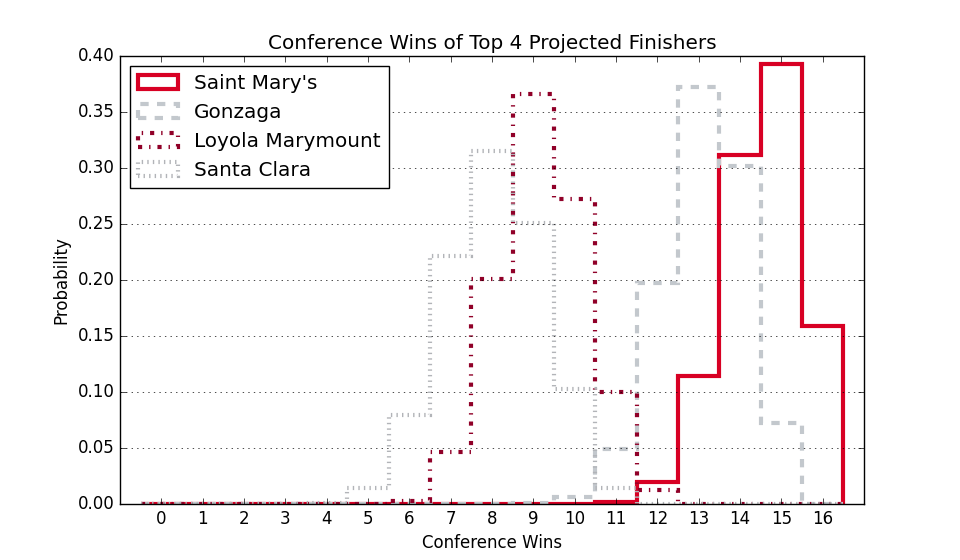 Conference Wins of Top 4 Projected Finishers
Saint Mary's
Gonzaga
Loyola Marymount
Santa Clara
Probability
0.40
0.35
0.30
0.25
0.20
0.15
0.10
0.05
0.00
0 1 2 3 4 5 6 7 8 9 10 11 12 13 14 15 16
Conference Wins